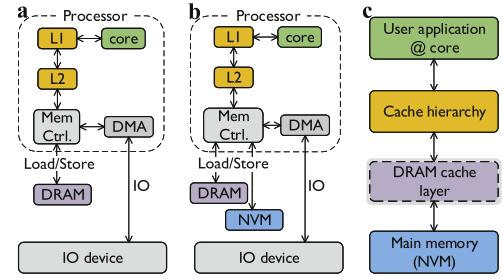 a
Processor
L1
core
L2
Mem
Ctrl.
DMA
Load/Store
DRAM
IO
IO device
b
Processor
L1
core
L2
Mem
Ctrl.
DMA
Load/Store
DRAM
NVM
IO
IO device
c
User application
@ core
Cache hierarchy
DRAM cache
layer
Main memory
(NVM)